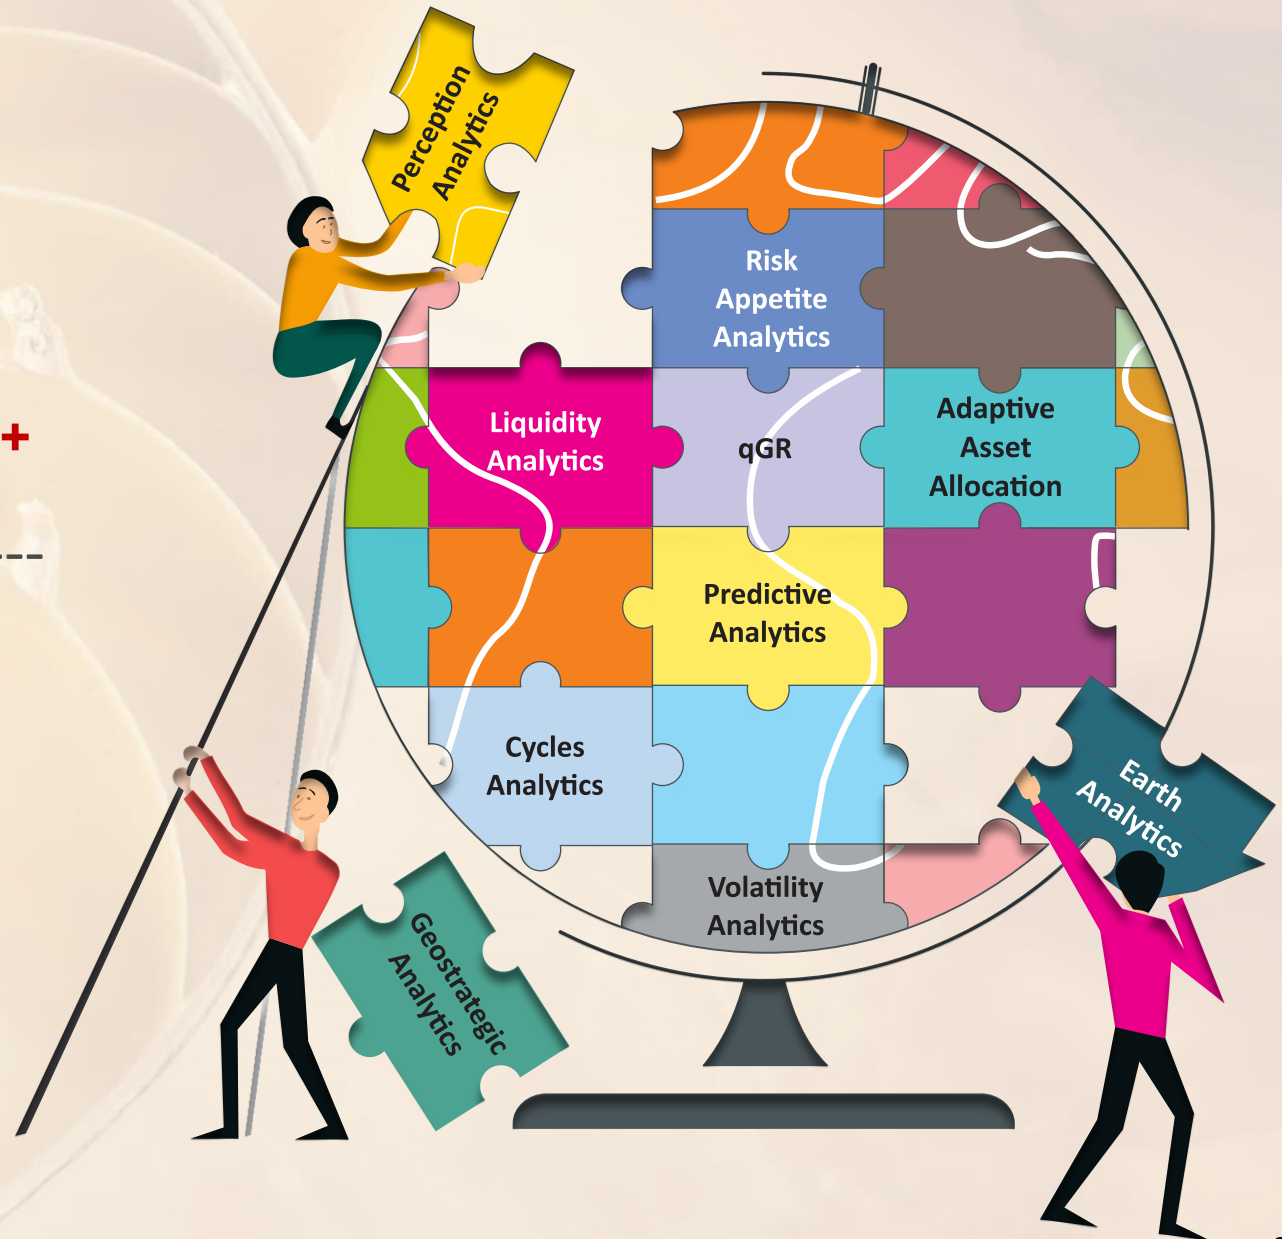 Perception
Analytics
Risk
Appetite
Analytics
Liquidity
Analytics
qGR
Adaptive
Asset
Allocation
+
Predictive
Analytics
---
Cycles
Analytics
Earth
Analytics
Volatility
Analytics
Geostrategic
Analytics